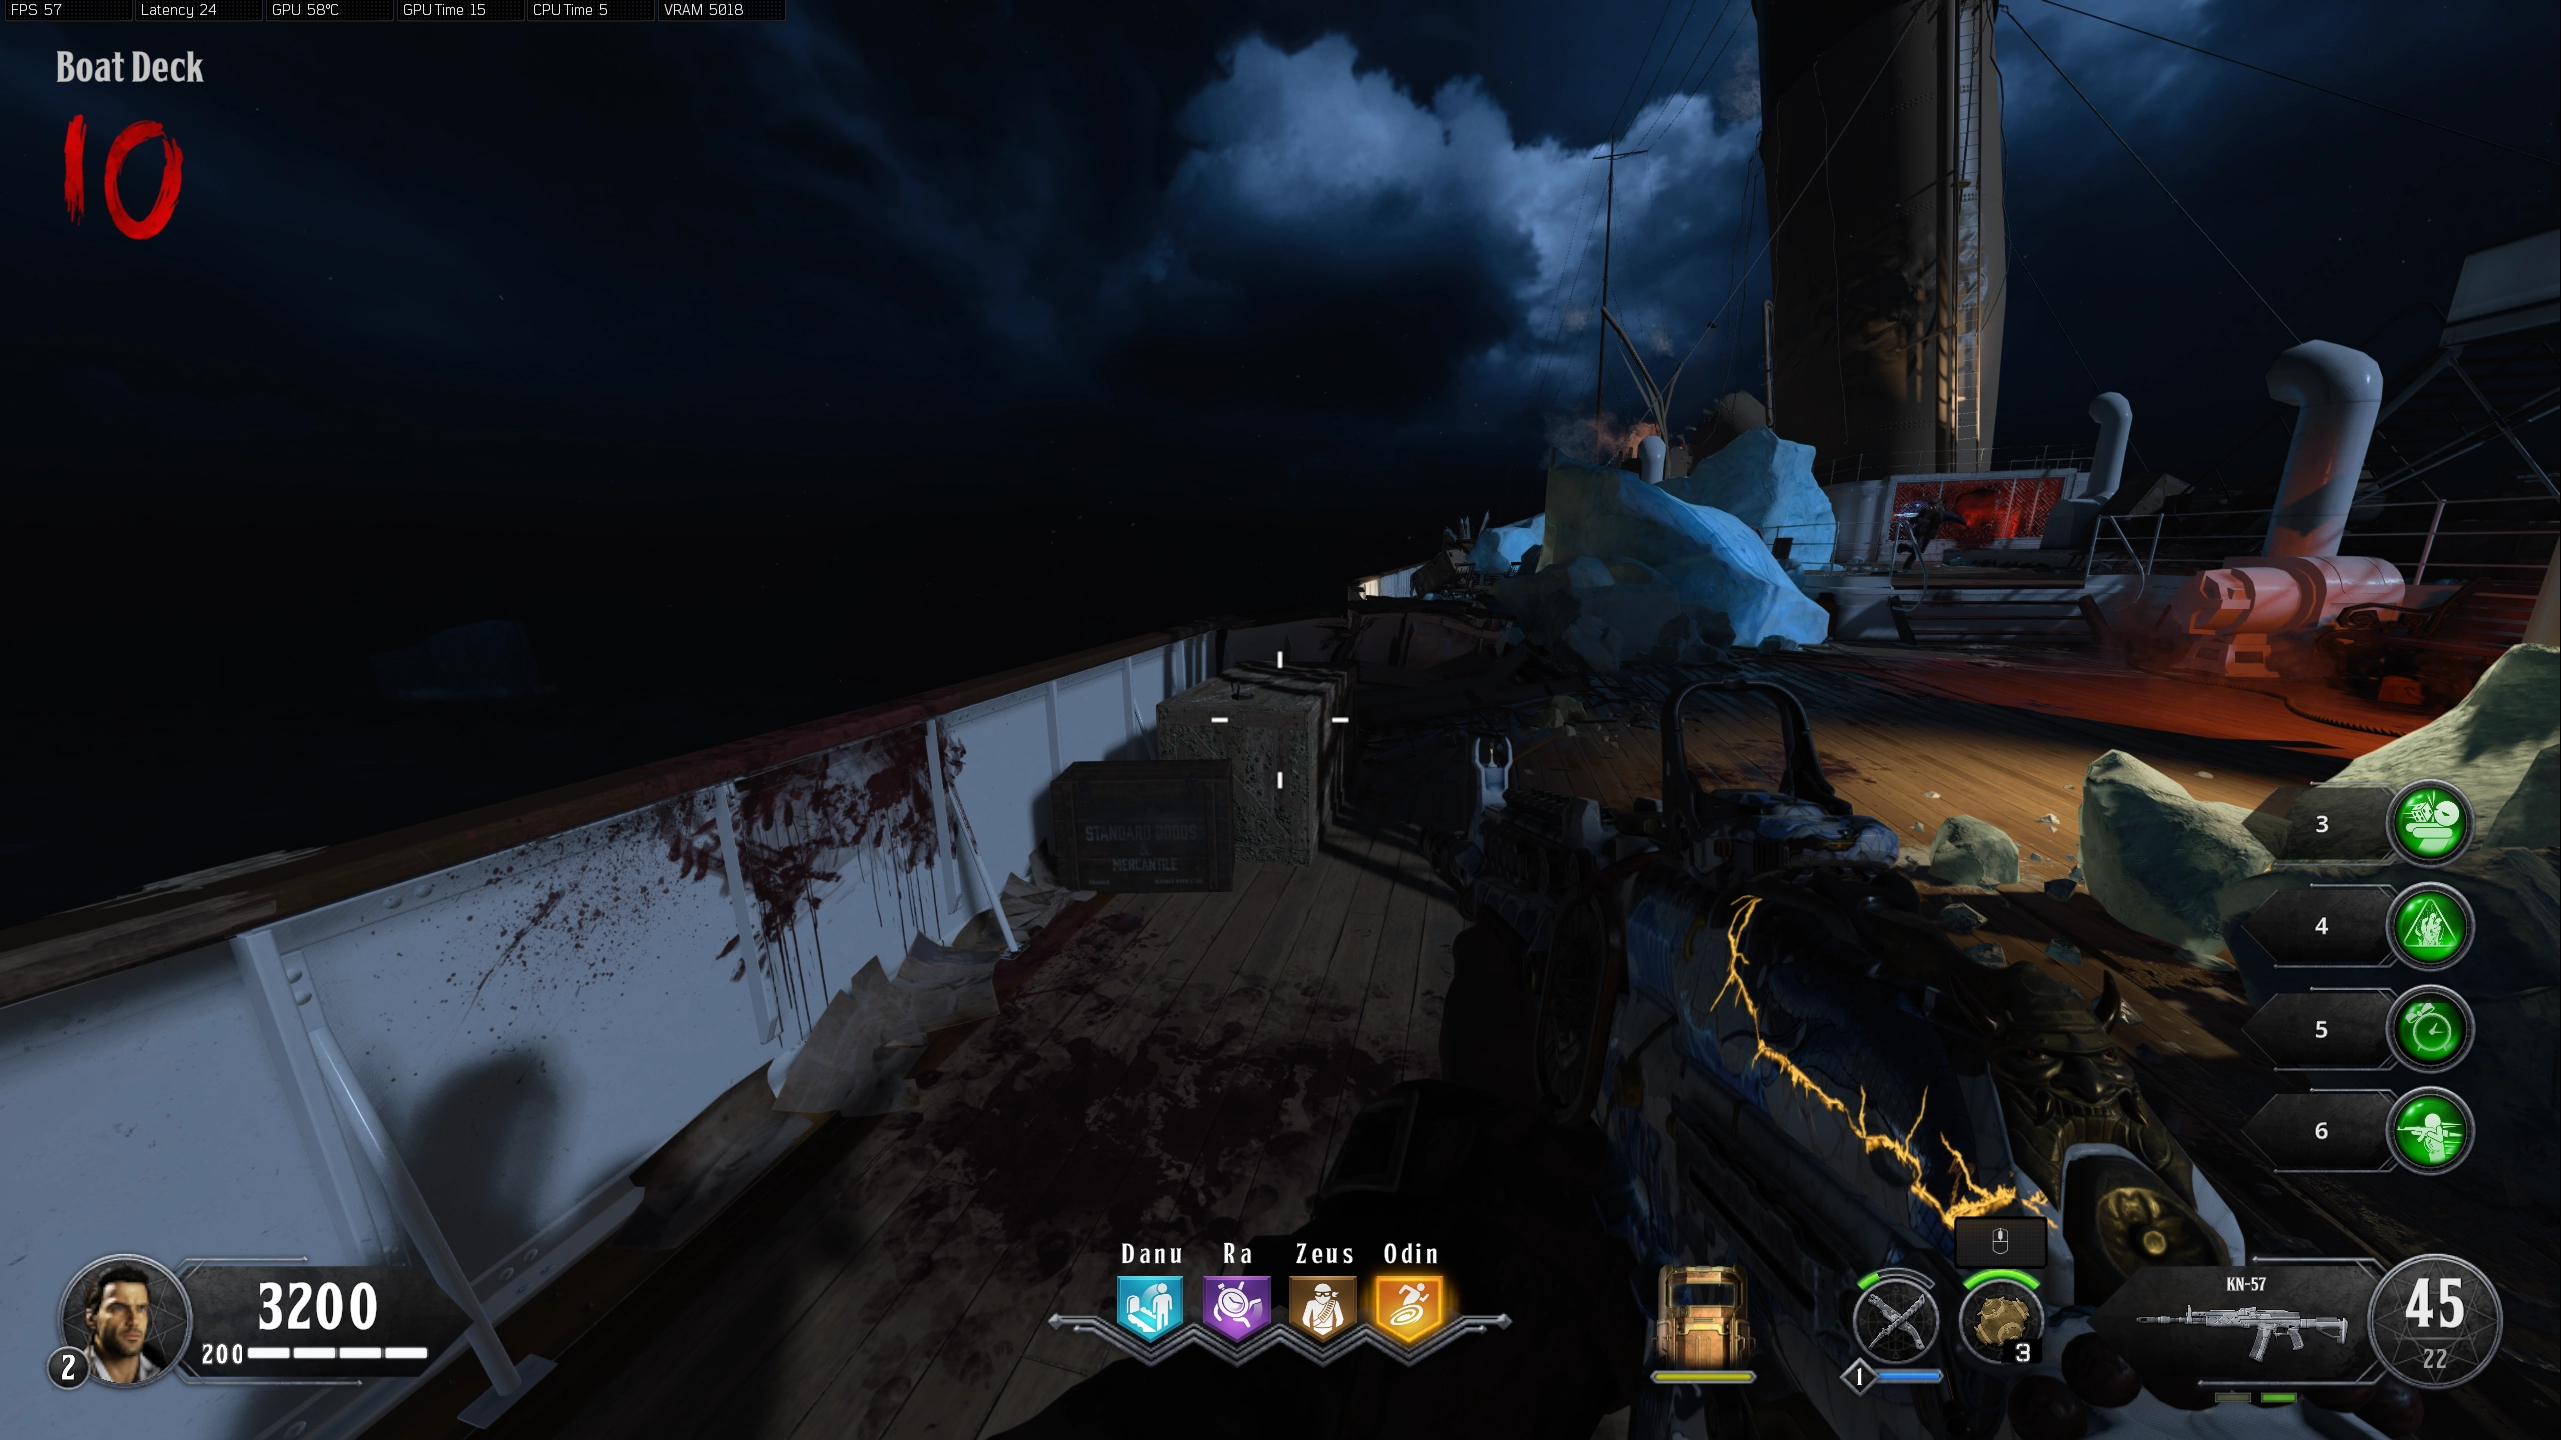 FPS 57
Latency 24
GPU 58°C
GPU Time 15
CPU Time 5
VRAM 5018
Boat Deck
10
STANDARD GOODS
&
MERCANTILE
3
4
5
6
Danu
Ra
Zeus
Odin
3200
200
2
1
3
KN-57
45
22